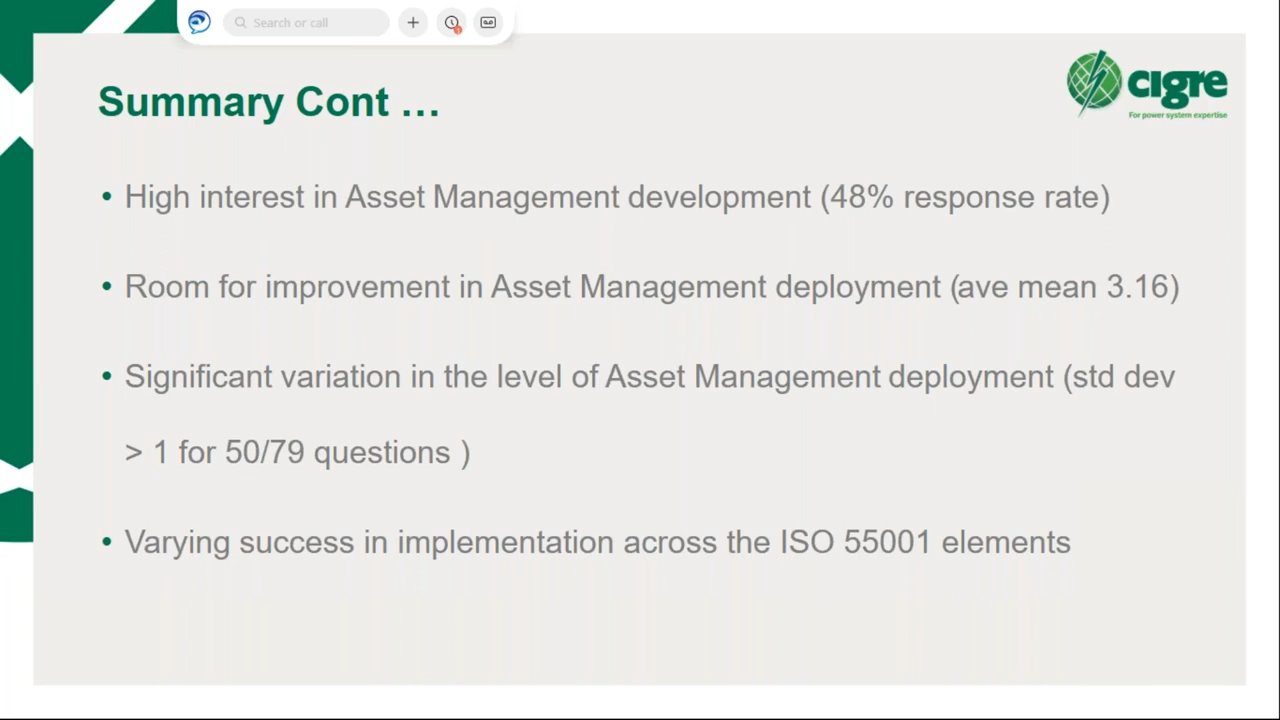 Search or call
Summary Cont …
cigre
For power system expertise
• High interest in Asset Management development (48% response rate)
• Room for improvement in Asset Management deployment (ave mean 3.16)
• Significant variation in the level of Asset Management deployment (std dev
> 1 for 50/79 questions )
• Varying success in implementation across the ISO 55001 elements